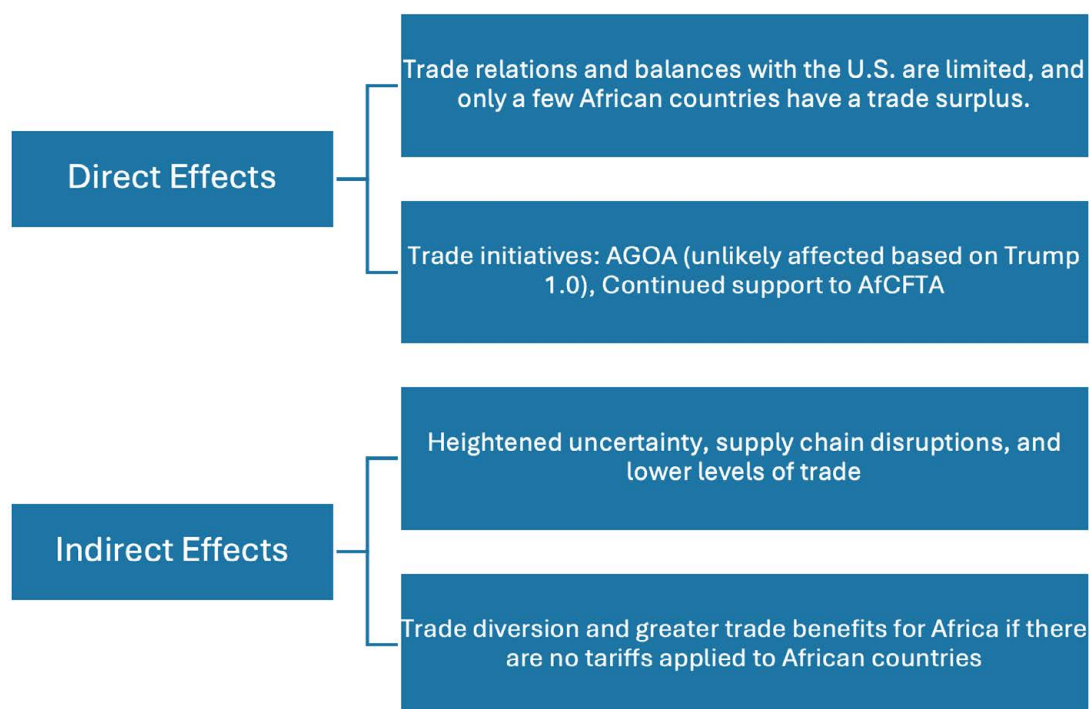 Direct Effects
Trade relations and balances with the U.S. are limited, and
only a few African countries have a trade surplus.
Trade initiatives: AGOA (unlikely affected based on Trump
1.0), Continued support to AfCFTA
Indirect Effects
Heightened uncertainty, supply chain disruptions, and
lower levels of trade
Trade diversion and greater trade benefits for Africa if there
are no tariffs applied to African countries